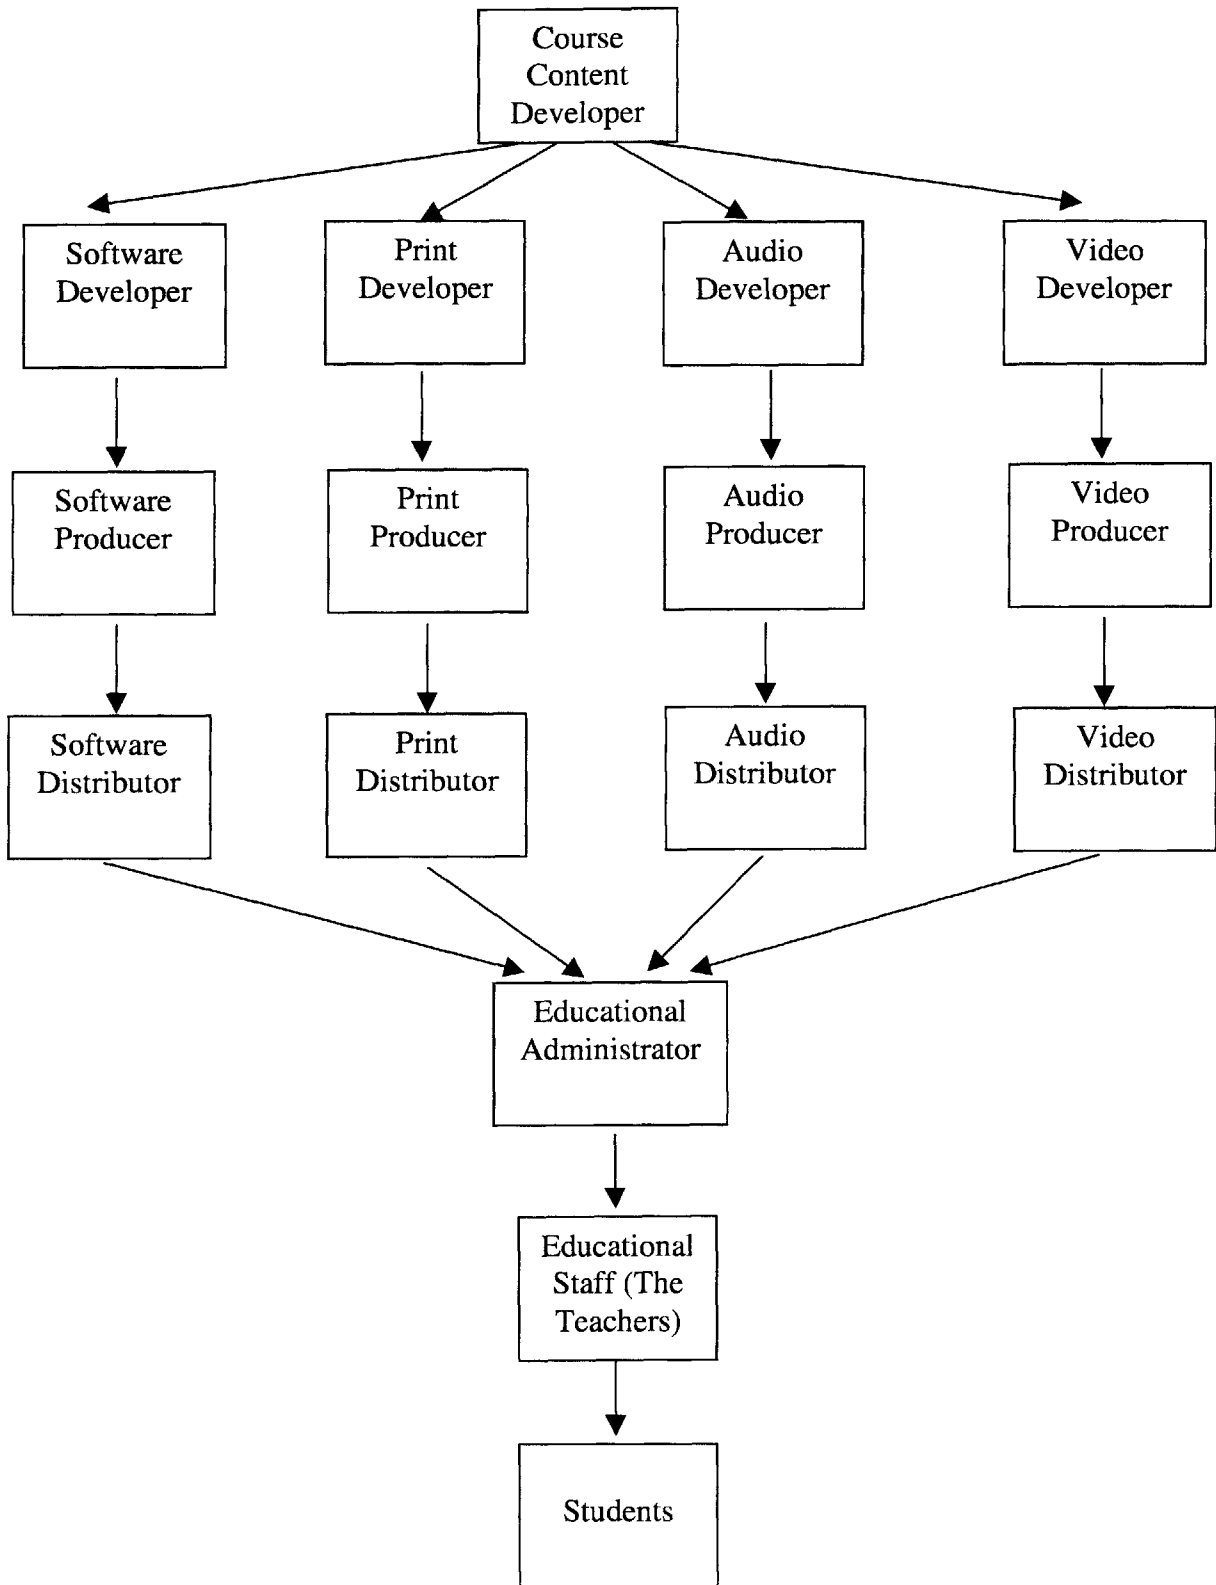 Course
Content
Developer
Software
Developer
Print
Developer
Audio
Developer
Video
Developer
Software
Producer
Print
Producer
Audio
Producer
Video
Producer
Software
Distributor
Print
Distributor
Audio
Distributor
Video
Distributor
Educational
Administrator
Educational
Staff (The
Teachers)
Students